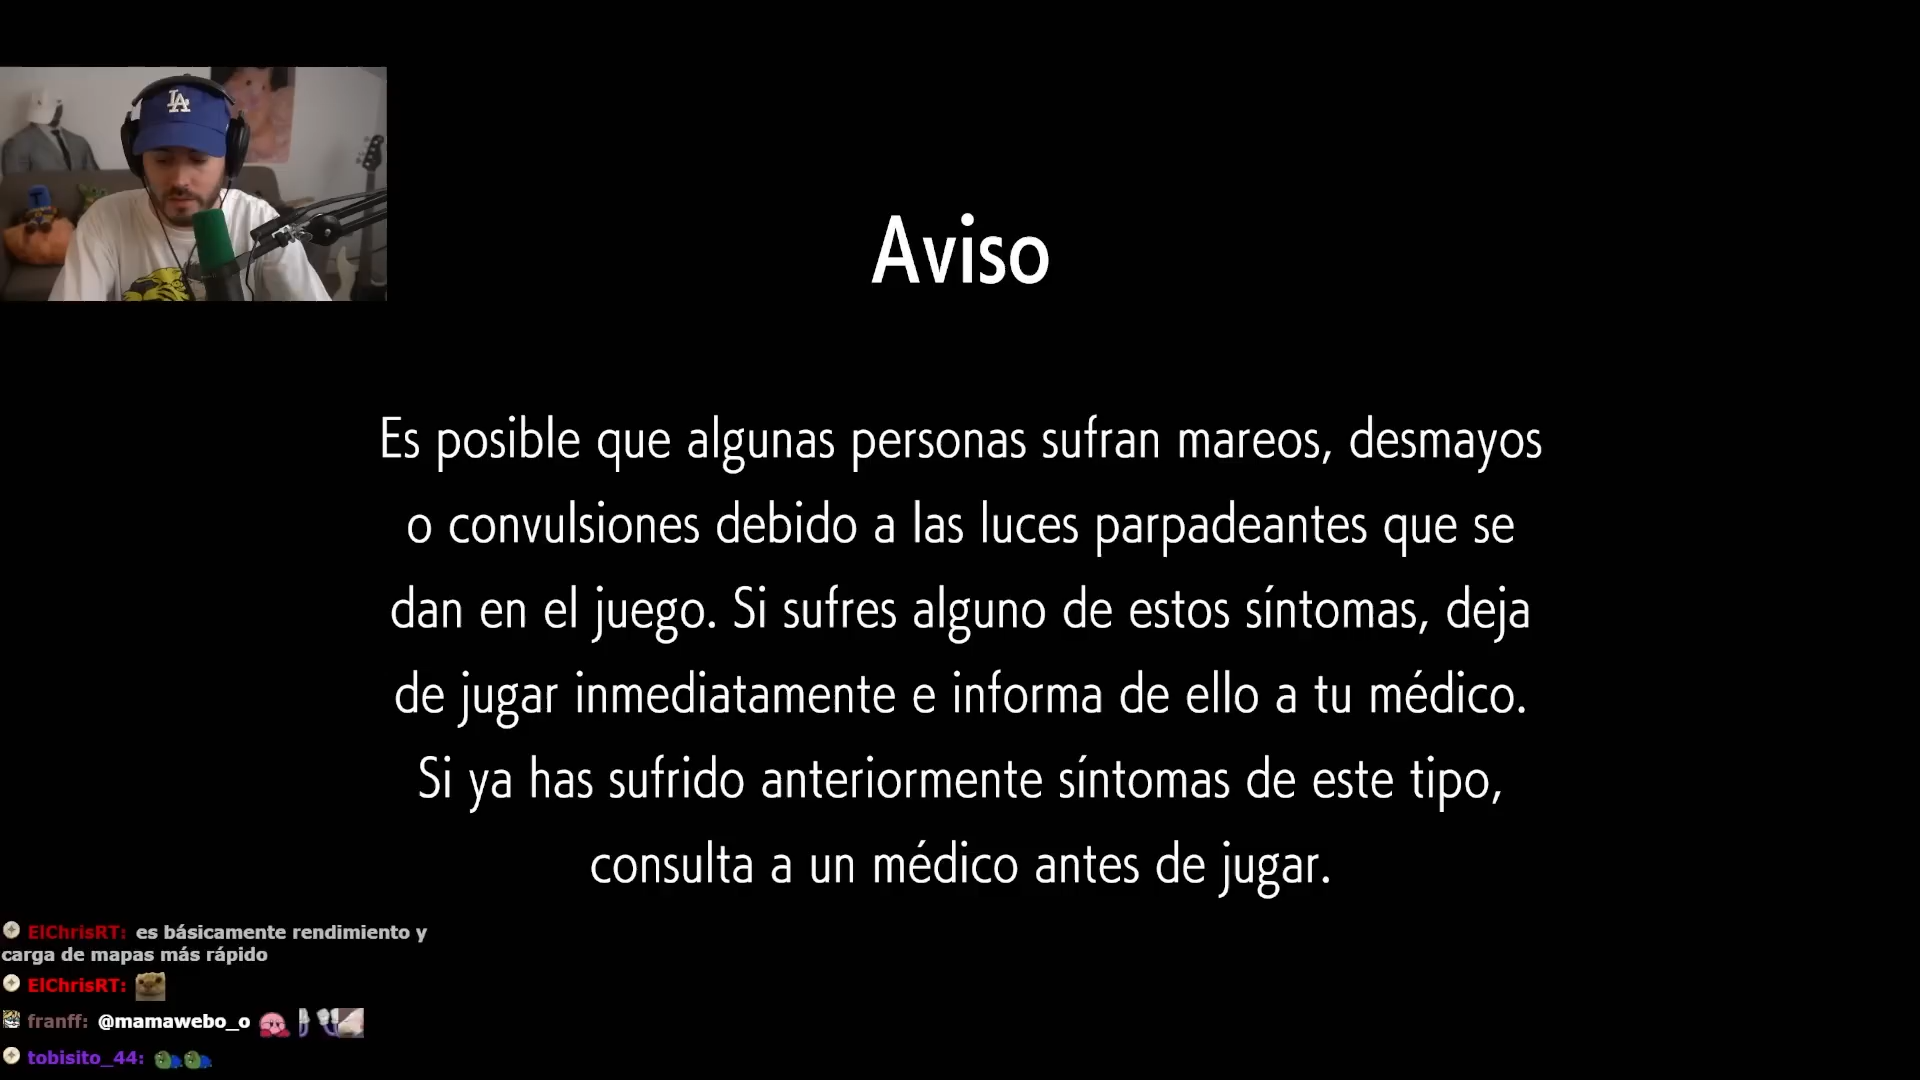 LA
Aviso
Es posible que algunas personas sufran mareos, desmayos
o convulsiones debido a las luces parpadeantes que se
dan en el juego. Si sufres alguno de estos síntomas, deja
de jugar inmediatamente e informa de ello a tu médico.
Si ya has sufrido anteriormente síntomas de este tipo,
consulta a un médico antes de jugar.
ElChrisRT: es básicamente rendimiento y
carga de mapas más rápido
ElChrisRT:
franff: @mamawebo_o
tobisito_44: